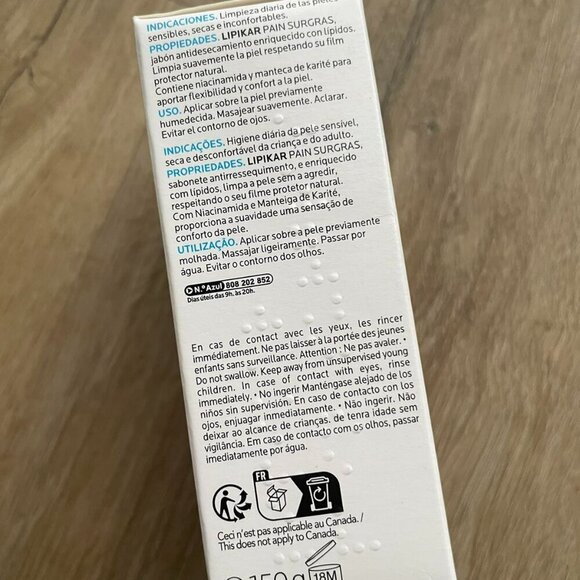 INDICACIONES. Limpieza diaria de las pieles
sensibles, secas e inconfortables.
PROPIEDADES. LIPIKAR PAIN SURGRAS,
jabón antidesecamiento enriquecido con lípidos.
Limpia suavemente la piel respetando su film
protector natural.
Contiene niacinamida y manteca de karité para
aportar flexibilidad y confort a la piel.
USO. Aplicar sobre la piel previamente
humedecida. Masajear suavemente. Aclarar.
Evitar el contorno de ojos.
INDICAÇÕES. Higiene diária da pele sensível,
seca e desconfortável da criança e do adulto.
PROPRIEDADES. LIPIKAR PAIN SURGRAS,
sabonete antirressequimento, e enriquecido
com lípidos, limpa a pele sem a agredir,
respeitando o seu filme protetor natural.
Com Niacinamida e Manteiga de Karité,
proporciona a suavidade uma sensação de
conforto da pele.
UTILIZAÇÃO. Aplicar sobre a pele previamente
molhada. Massajar ligeiramente. Passar por
água. Evitar o contorno dos olhos.
N.º Azul 808 202 852
Dias úteis das 9h. às 20h.
En cas de contact avec les yeux, les rincer
immédiatement. Ne pas laisser à la portée des jeunes
enfants sans surveillance. Attention : Ne pas avaler. •
Do not swallow. Keep away from unsupervised young
children. In case of contact with eyes, rinse
immediately. • No ingerir Manténgase alejado de los
niños sin supervisión. En caso de contacto con los
ojos, enjuagar inmediatamente. • Não ingerir. Não
deixar ao alcance de crianças. de tenra idade sem
vigilância. Em caso de contacto com os olhos, passar
imediatamente por água.
FR
Ceci n'est pas applicable au Canada. /
This does not apply to Canada.
150g 18M